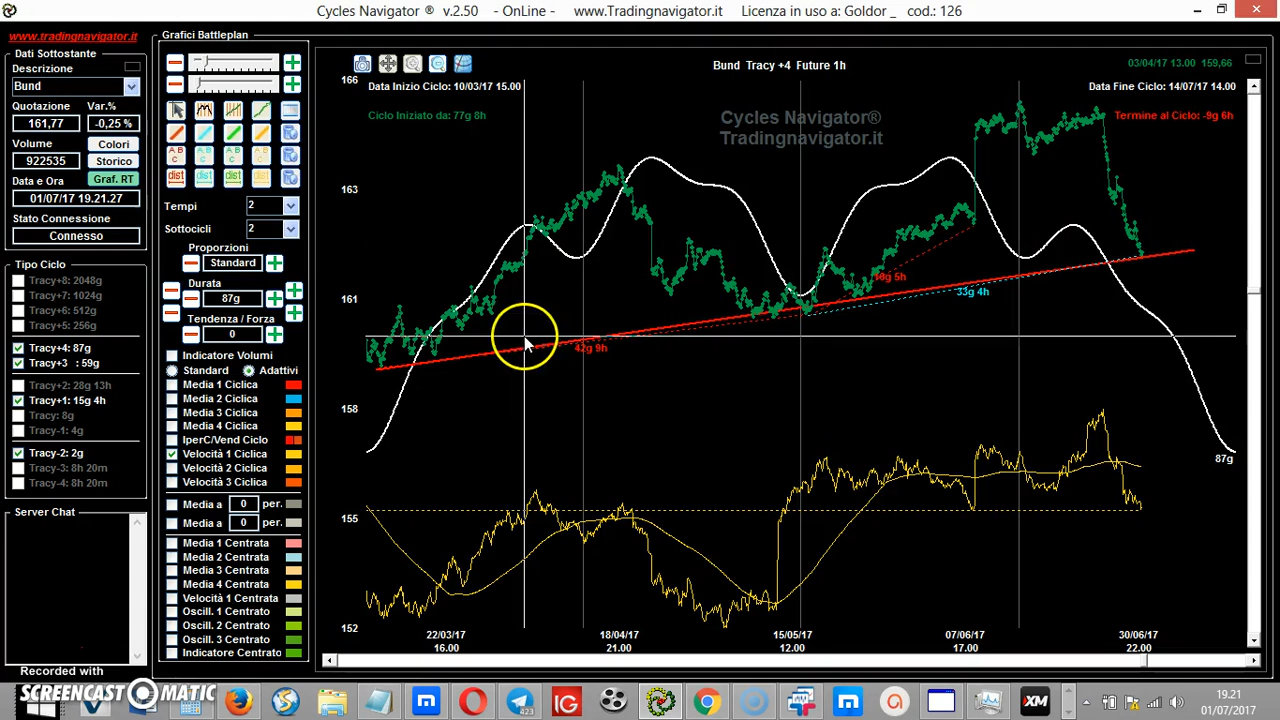 Cycles Navigator ® v.2.50 - OnLine - www.Tradingnavigator.it Licenza in uso a: Goldor _ cod.: 126
www.tradingnavigator.it
Dati Sottostante
Descrizione
Bund
Quotazione Var.%
161,77 -0,25 %
Volume Colori
922535 Storico
Data e Ora Graf. RT
01/07/17 19.21.27
Stato Connessione
Connesso
Tipo Ciclo
Tracy+8: 2048g
Tracy+7: 1024g
Tracy+6: 512g
Tracy+5: 256g
Tracy+4: 87g
Tracy+3 : 59g
Tracy+2: 28g 13h
Tracy+1: 15g 4h
Tracy: 8g
Tracy-1: 4g
Tracy-2: 2g
Tracy-3: 8h 20m
Tracy-4: 8h 20m
Server Chat
Recorded with
SCREENCAST MATIC
Grafici Battleplan
A B C A B C A B C A B C
dist dist dist dist
Tempi 2
Sottocicli 2
Proporzioni
Standard
Durata
87g
Tendenza / Forza
0
Indicatore Volumi
Standard Adattivi
Media 1 Ciclica
Media 2 Ciclica
Media 3 Ciclica
Media 4 Ciclica
IperC/Vend Ciclo
Velocità 1 Ciclica
Velocità 2 Ciclica
Velocità 3 Ciclica
Media a 0 per.
Media a 0 per.
Media 1 Centrata
Media 2 Centrata
Media 3 Centrata
Media 4 Centrata
Velocità 1 Centrata
Oscill. 1 Centrato
Oscill. 2 Centrato
Oscill. 3 Centrato
Indicatore Centrato
Bund Tracy +4 Future 1h
03/04/17 13.00 159,66
Data Inizio Ciclo: 10/03/17 15.00
Data Fine Ciclo: 14/07/17 14.00
Ciclo Iniziato da: 77g 8h
Termine al Ciclo: -9g 6h
Cycles Navigator®
Tradingnavigator.it
166
163
161
158
155
152
18g 5h
33g 4h
42g 9h
87g
22/03/17 18/04/17 15/05/17 07/06/17 30/06/17
16.00 21.00 12.00 17.00 22.00
423
IG
XM
19.21
01/07/2017